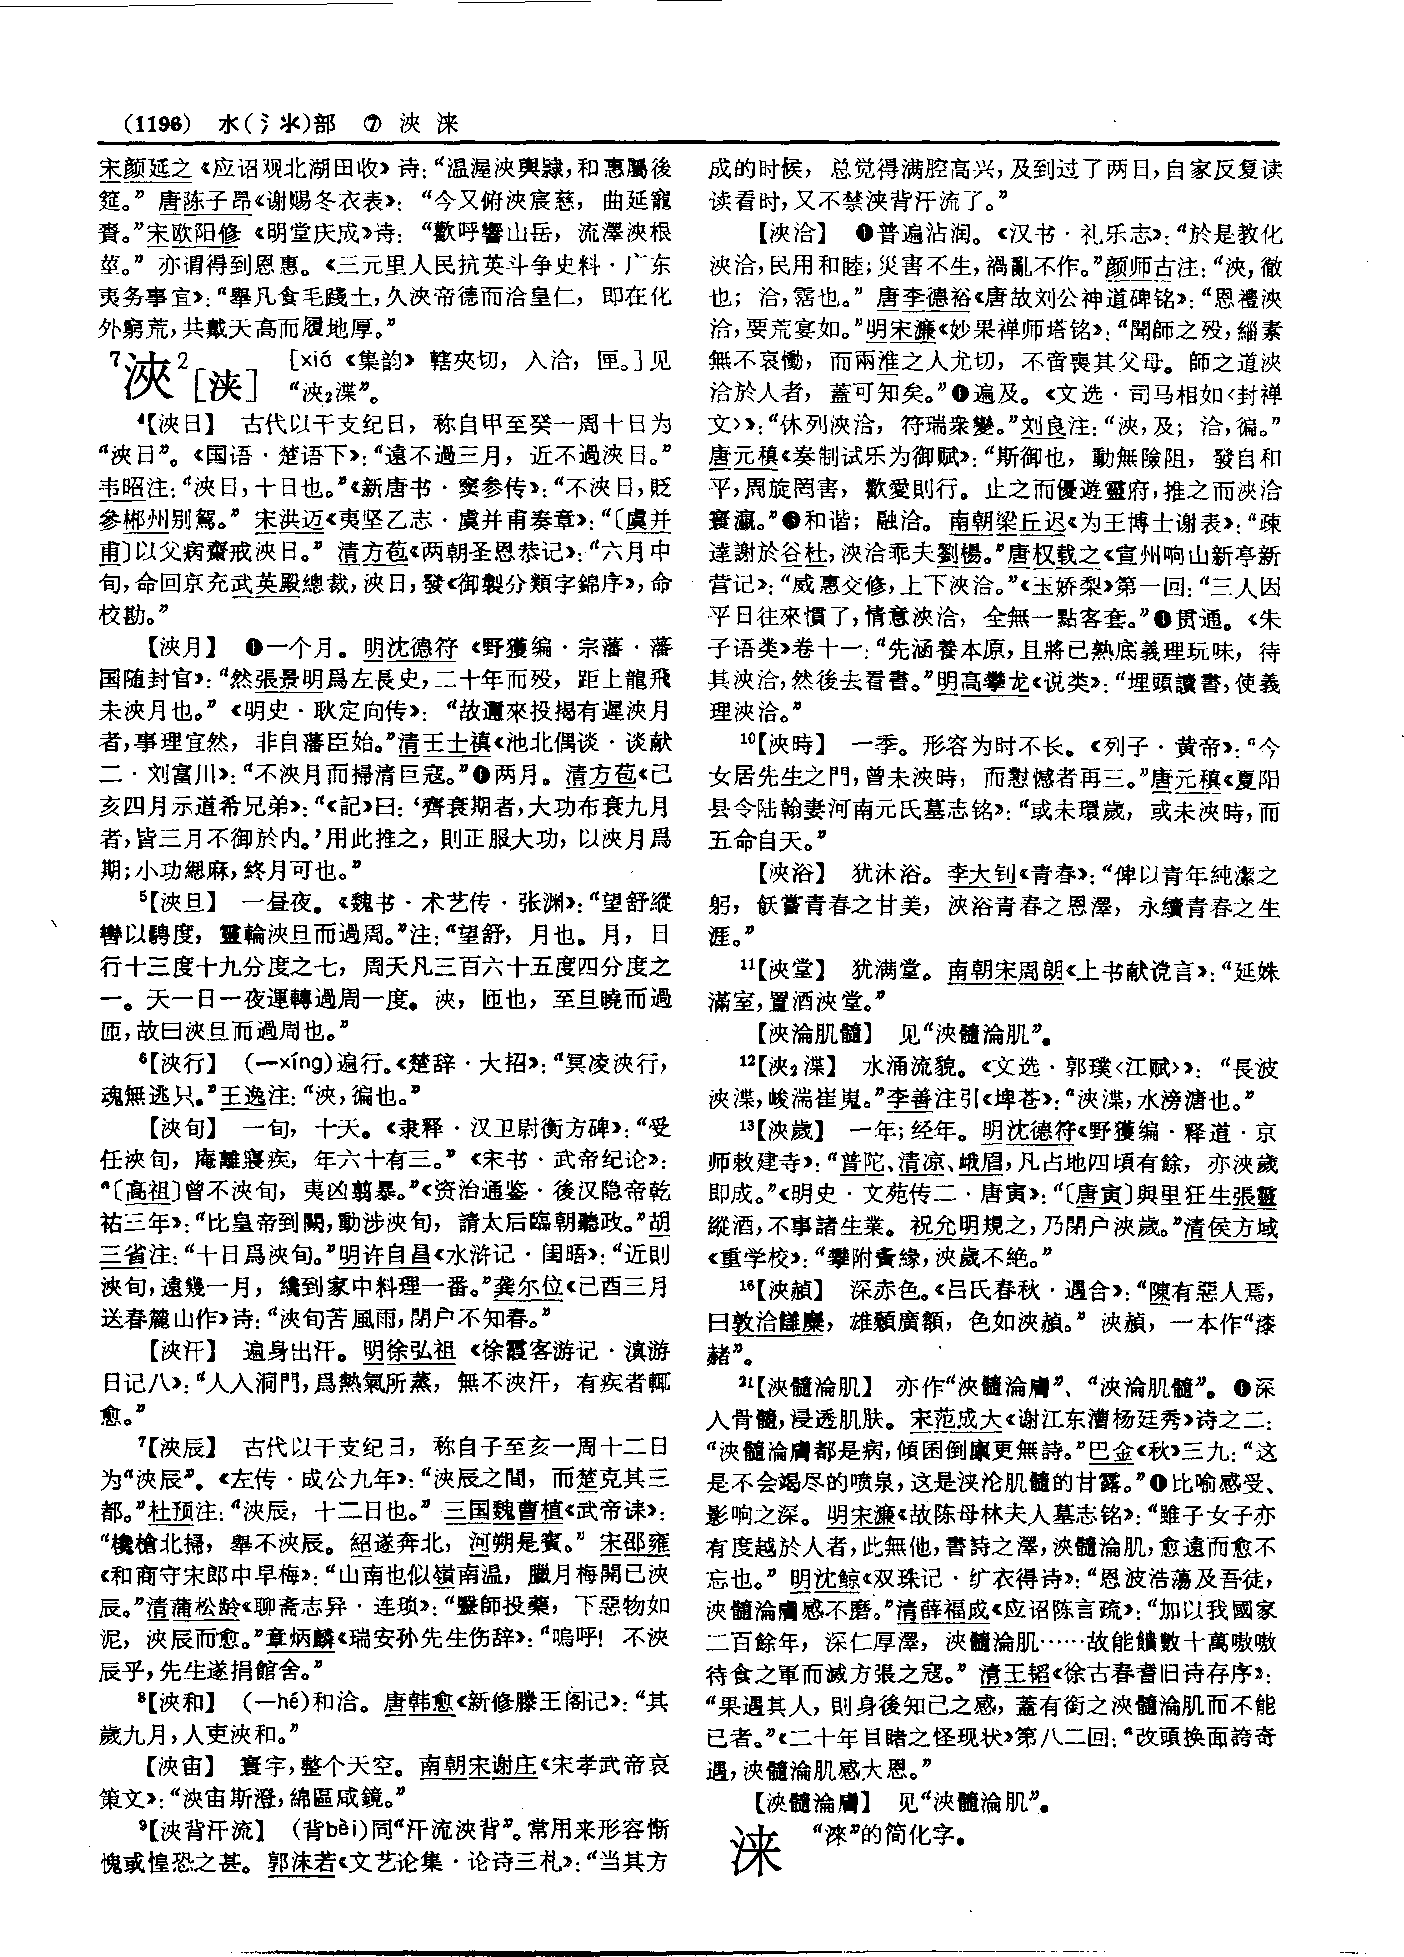 (1196) 水(氵氺)部 ⑦ 浹 涞
宋颜延之《应诏观北湖田收》诗：“温渥浹輿隸，和惠屬後
筵。”唐陈子昂《谢赐冬衣表》：“今又俯浹宸慈，曲延寵
賚。”宋欧阳修《明堂庆成》诗：“歡呼響山岳，流澤浹根
荄。”亦谓得到恩惠。《三元里人民抗英斗争史料·广东
夷务事宜》：“舉凡食毛踐土，久浹帝德而洽皇仁，即在化
外窮荒，共戴天高而履地厚。”
7浹2[浃] [xiá 《集韵》轄夾切，入洽，匣。]见
“浹2渫”。
4【浹日】 古代以干支纪日，称自甲至癸一周十日为
“浹日”。《国语·楚语下》：“遠不過三月，近不過浹日。”
韦昭注：“浹日，十日也。”《新唐书·窦参传》：“不浹日，貶
參郴州别駕。”宋洪迈《夷坚乙志·虞并甫奏章》：“〔虞并
甫〕以父病齋戒浹日。”清方苞《两朝圣恩恭记》：“六月中
旬，命回京充武英殿總裁，浹日，發《御製分類字錦序》，命
校勘。”
【浹月】 ❶一个月。明沈德符《野獲编·宗藩·藩
国随封官》：“然張景明爲左長史，二十年而殁，距上龍飛
未浹月也。”《明史·耿定向传》：“故邇來投揭有遲浹月
者，事理宜然，非自藩臣始。”清王士禛《池北偶谈·谈献
二·刘富川》：“不浹月而掃清巨寇。”❷两月。清方苞《己
亥四月示道希兄弟》：“《記》曰：‘齊衰期者，大功布衰九月
者，皆三月不御於内。’用此推之，則正服大功，以浹月爲
期；小功緦麻，終月可也。”
5【浹旦】 一昼夜。《魏书·术艺传·张渊》：“望舒縱
轡以騁度，靈輪浹旦而過周。”注：“望舒，月也。月，日
行十三度十九分度之七，周天凡三百六十五度四分度之
一。天一日一夜運轉過周一度。浹，匝也，至旦曉而過
匝，故曰浹旦而過周也。”
6【浹行】 (一xíng)遍行。《楚辞·大招》：“冥凌浹行，
魂無逃只。”王逸注：“浹，徧也。”
【浹旬】 一旬，十天。《隶释·汉卫尉衡方碑》：“受
任浹旬，庵離寢疾，年六十有三。”《宋书·武帝纪论》：
“〔高祖〕曾不浹旬，夷凶翦暴。”《资治通鉴·後汉隐帝乾
祐三年》：“比皇帝到闕，動涉浹旬，請太后臨朝聽政。”胡
三省注：“十日爲浹旬。”明许自昌《水浒记·闺晤》：“近則
浹旬，遠幾一月，纔到家中料理一番。”龚尔位《己酉三月
送春麓山作》诗：“浹旬苦風雨，閉户不知春。”
【浹汗】 遍身出汗。明徐弘祖《徐霞客游记·滇游
日记八》：“人入洞門，爲熱氣所蒸，無不浹汗，有疾者輒
愈。”
7【浹辰】 古代以干支纪日，称自子至亥一周十二日
为“浹辰”。《左传·成公九年》：“浹辰之間，而楚克其三
都。”杜预注：“浹辰，十二日也。”三国魏曹植《武帝诔》：
“欃槍北掃，舉不浹辰。紹遂奔北，河朔是賓。”宋邵雍
《和商守宋郎中早梅》：“山南也似嶺南温，臘月梅開已浹
辰。”清蒲松龄《聊斋志异·连琐》：“醫師投藥，下惡物如
泥，浹辰而愈。”章炳麟《瑞安孙先生伤辞》：“嗚呼！不浹
辰乎，先生遂捐館舍。”
8【浹和】 (一hé)和洽。唐韩愈《新修滕王阁记》：“其
歲九月，人吏浹和。”
【浹宙】 寰宇，整个天空。南朝宋谢庄《宋孝武帝哀
策文》：“浹宙斯澄，綿區咸鏡。”
9【浹背汗流】 (背bèi)同“汗流浹背”。常用来形容惭
愧或惶恐之甚。郭沫若《文艺论集·论诗三札》：“当其方
成的时候，总觉得满腔高兴，及到过了两日，自家反复读
读看时，又不禁浹背汗流了。”
【浹洽】 ❶普遍沾润。《汉书·礼乐志》：“於是教化
浹洽，民用和睦；災害不生，禍亂不作。”颜师古注：“浹，徹
也；洽，霑也。”唐李德裕《唐故刘公神道碑铭》：“恩禮浹
洽，要荒宴如。”明宋濂《妙果禅师塔铭》：“聞師之殁，緇素
無不哀慟，而兩淮之人尤切，不啻喪其父母。師之道浹
洽於人者，蓋可知矣。”❷遍及。《文选·司马相如〈封禅
文〉》：“休列浹洽，符瑞衆變。”刘良注：“浹，及；洽，徧。”
唐元稹《奏制试乐为御赋》：“斯御也，動無險阻，發自和
平，周旋罔害，歡愛則行。止之而優遊靈府，推之而浹洽
寰瀛。”❸和谐；融洽。南朝梁丘迟《为王博士谢表》：“疎
達謝於谷杜，浹洽乖夫劉楊。”唐权载之《宣州响山新亭新
营记》：“威惠交修，上下浹洽。”《玉娇梨》第一回：“三人因
平日往來慣了，情意浹洽，全無一點客套。”❹贯通。《朱
子语类》卷十一：“先涵養本原，且將已熟底義理玩味，待
其浹洽，然後去看書。”明高攀龙《说类》：“埋頭讀書，使義
理浹洽。”
10【浹時】 一季。形容为时不长。《列子·黄帝》：“今
女居先生之門，曾未浹時，而懟憾者再三。”唐元稹《夏阳
县令陆翰妻河南元氏墓志铭》：“或未環歲，或未浹時，而
五命自天。”
【浹浴】 犹沐浴。李大钊《青春》：“俾以青年純潔之
躬，飫嘗青春之甘美，浹浴青春之恩澤，永續青春之生
涯。”
11【浹堂】 犹满堂。南朝宋周朗《上书献谠言》：“延姝
滿室，置酒浹堂。”
【浹淪肌髓】 见“浹髓淪肌”。
12【浹2渫】 水涌流貌。《文选·郭璞〈江赋〉》：“長波
浹渫，峻湍崔嵬。”李善注引《埤苍》：“浹渫，水滂溏也。”
13【浹歲】 一年；经年。明沈德符《野獲编·释道·京
师敕建寺》：“普陀、清凉、峨眉，凡占地四頃有餘，亦浹歲
即成。”《明史·文苑传二·唐寅》：“〔唐寅〕與里狂生張靈
縱酒，不事諸生業。祝允明規之，乃閉户浹歲。”清侯方域
《重学校》：“攀附夤緣，浹歲不絶。”
16【浹赬】 深赤色。《吕氏春秋·遇合》：“陳有惡人焉，
曰敦洽讎麋，雄顙廣顔，色如浹赬。”浹赬，一本作“漆
赭”。
21【浹髓淪肌】 亦作“浹髓淪膚”、“浹淪肌髓”。❶深
入骨髓，浸透肌肤。宋范成大《谢江东漕杨廷秀》诗之二：
“浹髓淪膚都是病，傾囷倒廩更無詩。”巴金《秋》三九：“这
是不会竭尽的喷泉，这是浃沦肌髓的甘露。”❷比喻感受、
影响之深。明宋濂《故陈母林夫人墓志铭》：“雖子女子亦
有度越於人者，此無他，書詩之澤，浹髓淪肌，愈遠而愈不
忘也。”明沈鲸《双珠记·纩衣得诗》：“恩波浩蕩及吾徒，
浹髓淪膚感不磨。”清薛福成《应诏陈言疏》：“加以我國家
二百餘年，深仁厚澤，浹髓淪肌……故能饋數十萬嗷嗷
待食之軍而滅方張之寇。”清王韬《徐古春耆旧诗存序》：
“果遇其人，則身後知己之感，蓋有銜之浹髓淪肌而不能
已者。”《二十年目睹之怪现状》第八二回：“改頭换面誇奇
遇，浹髓淪肌感大恩。”
【浹髓淪膚】 见“浹髓淪肌”。
涞 “淶”的简化字。